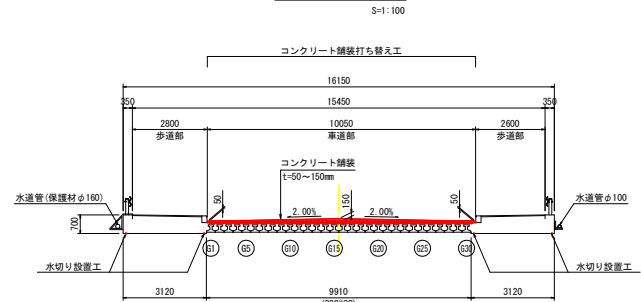 S=1:100
コンクリート舗装打ち替え工
16150
350 15450 350
2800 10050 2600
歩道部 車道部 歩道部
コンクリート舗装
t=50～150mm
50 150 50
2.00% 2.00%
水道管(保護材φ160) 水道管φ100
700
G1 G5 G10 G15 G20 G25 G30
水切り設置工 水切り設置工
3120 9910 3120